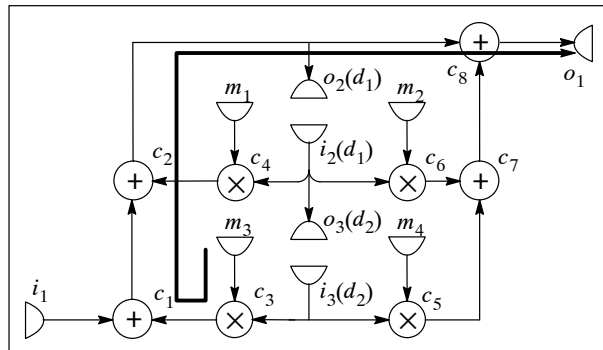 c₈ o₁
m₁ o₂(d₁) m₂
c₂ c₄ i₂(d₁) c₆ c₇
+ × × +
m₃ o₃(d₂) m₄
i₁ c₁ c₃ i₃(d₂) c₅
+ × ×